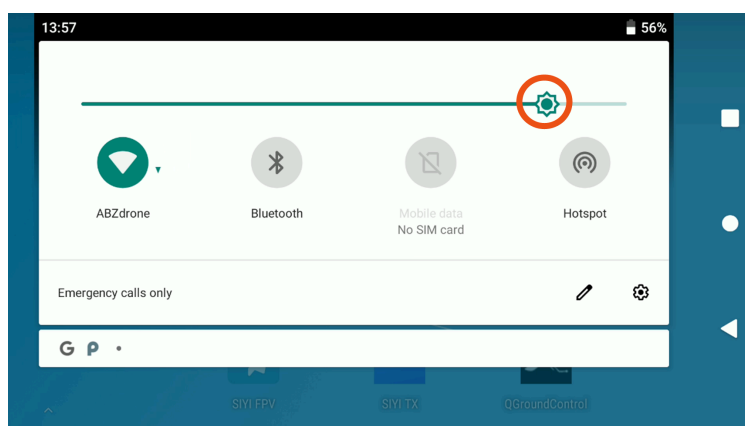 13:57 56%
ABZdrone Bluetooth Mobile data Hotspot
No SIM card
Emergency calls only
G P
SIYI FPV SIYI TX QGroundControl